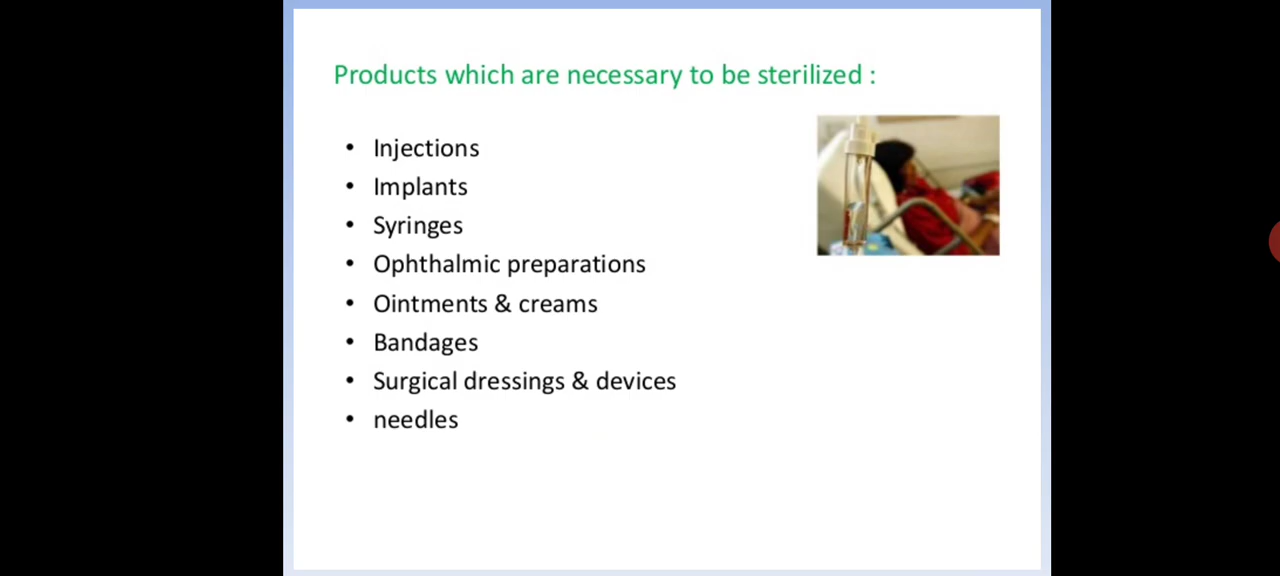 Products which are necessary to be sterilized :
• Injections
• Implants
• Syringes
• Ophthalmic preparations
• Ointments & creams
• Bandages
• Surgical dressings & devices
• needles